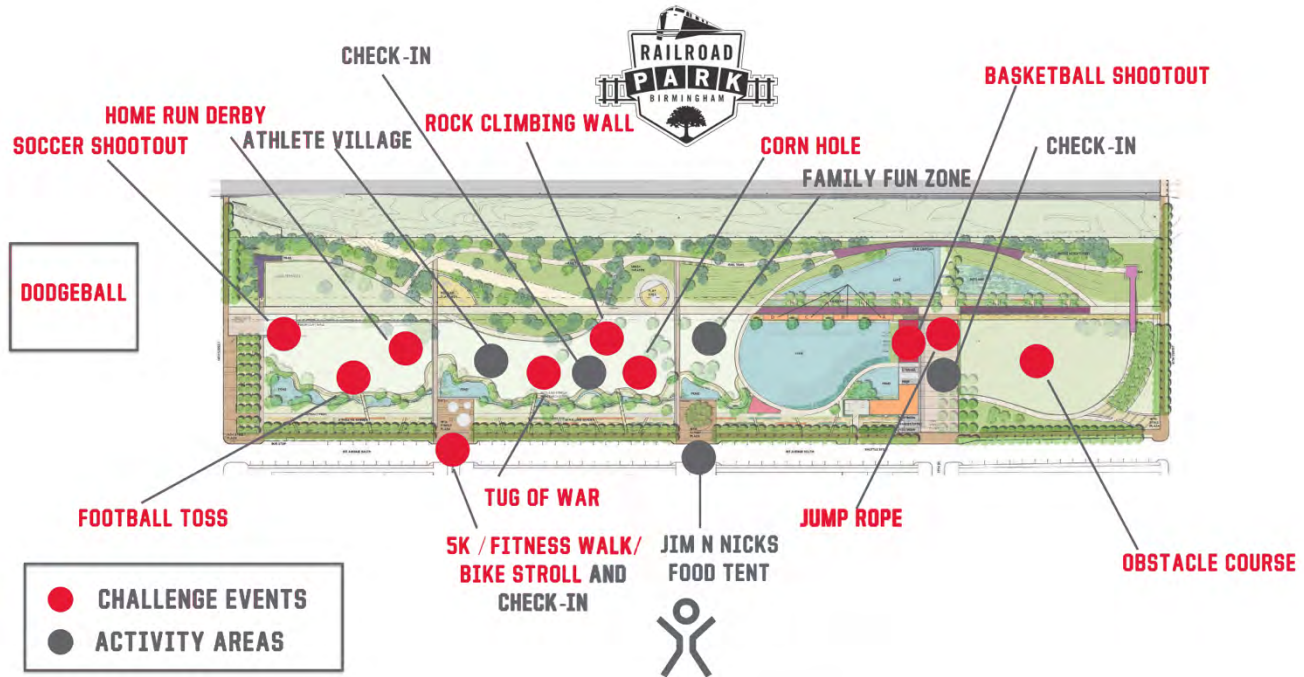 RAILROAD
PARK
BIRMINGHAM
CHECK-IN
BASKETBALL SHOOTOUT
HOME RUN DERBY
ROCK CLIMBING WALL
SOCCER SHOOTOUT
ATHLETE VILLAGE
CORN HOLE
CHECK-IN
FAMILY FUN ZONE
DODGEBALL
FOOTBALL TOSS
TUG OF WAR
JUMP ROPE
5K / FITNESS WALK/
BIKE STROLL AND
CHECK-IN
JIM N NICKS
FOOD TENT
OBSTACLE COURSE
CHALLENGE EVENTS
ACTIVITY AREAS